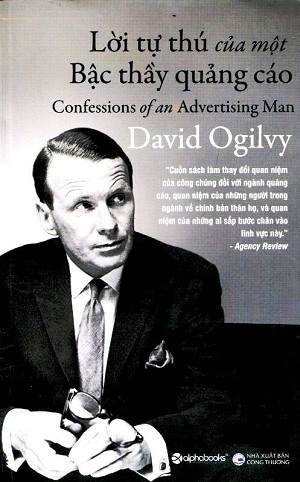 Lời tự thú của một
Bậc thầy quảng cáo
Confessions of an Advertising Man
David Ogilvy
"Cuốn sách làm thay đổi quan niệm
của công chúng đối với ngành quảng
cáo, quan niệm của những người trong
ngành về chính bản thân họ, và quan
niệm của những ai sắp bước chân vào
lĩnh vực này."
- Agency Review
alphabooks
NHÀ XUẤT BẢN
CÔNG THƯƠNG